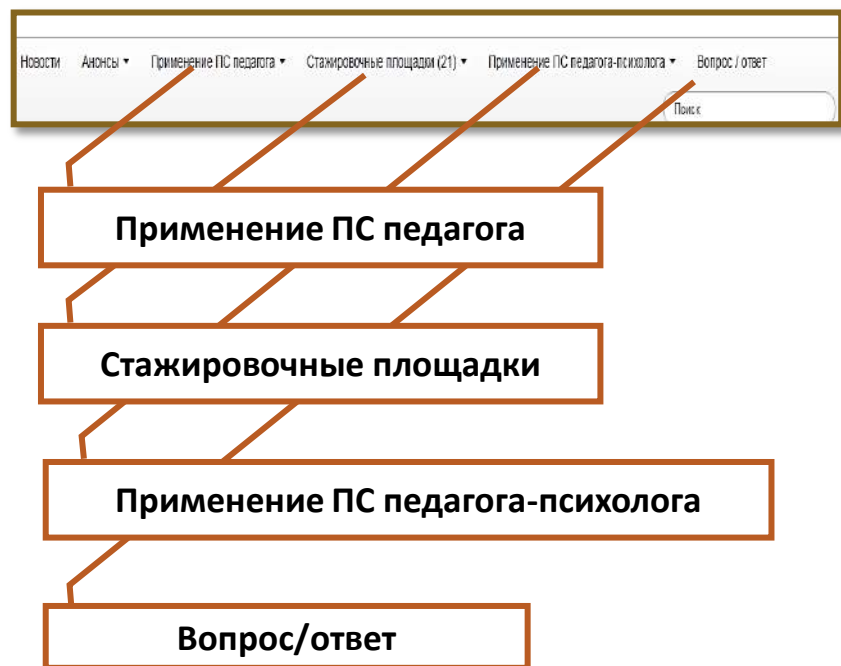 Новости Анонсы Применение ПС педагога Стажировочные площадки (21) Применение ПС педагога-психолога Вопрос / ответ
Поиск
Применение ПС педагога
Стажировочные площадки
Применение ПС педагога-психолога
Вопрос/ответ